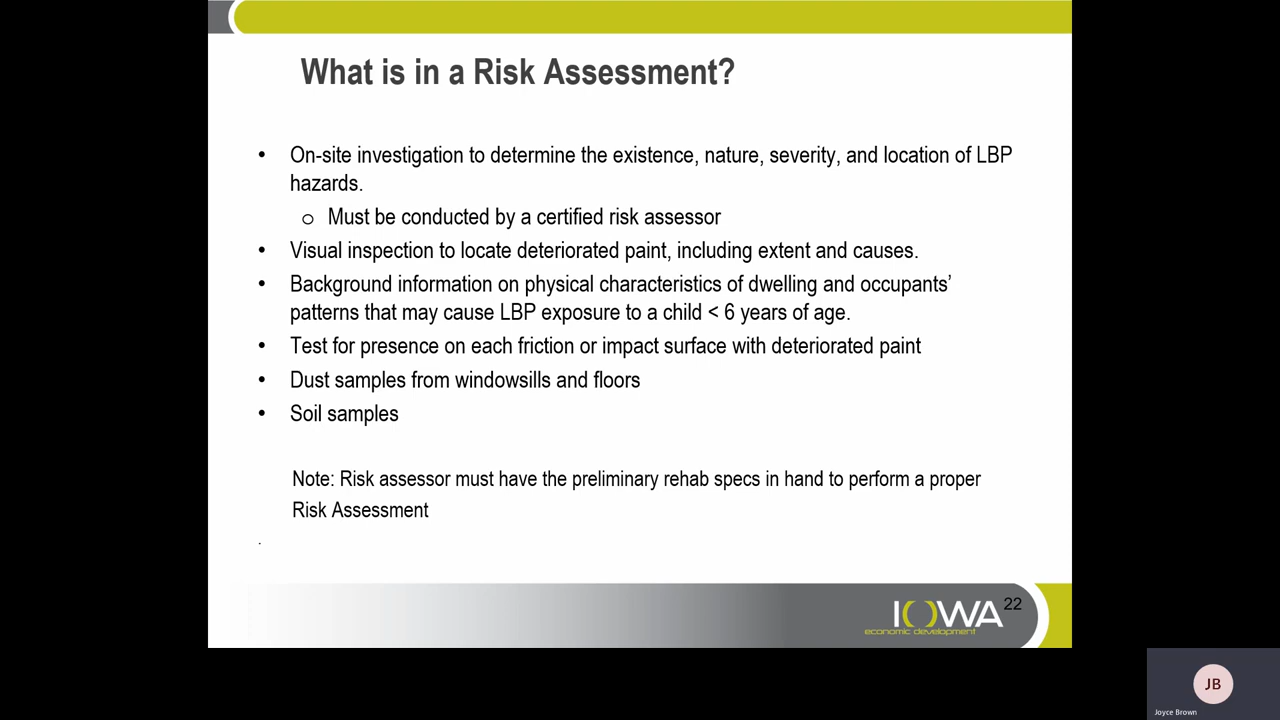 What is in a Risk Assessment?
• On-site investigation to determine the existence, nature, severity, and location of LBP
hazards.
o Must be conducted by a certified risk assessor
• Visual inspection to locate deteriorated paint, including extent and causes.
• Background information on physical characteristics of dwelling and occupants’
patterns that may cause LBP exposure to a child < 6 years of age.
• Test for presence on each friction or impact surface with deteriorated paint
• Dust samples from windowsills and floors
• Soil samples
Note: Risk assessor must have the preliminary rehab specs in hand to perform a proper
Risk Assessment
.
IOWA
economic development
22
JB
Joyce Brown